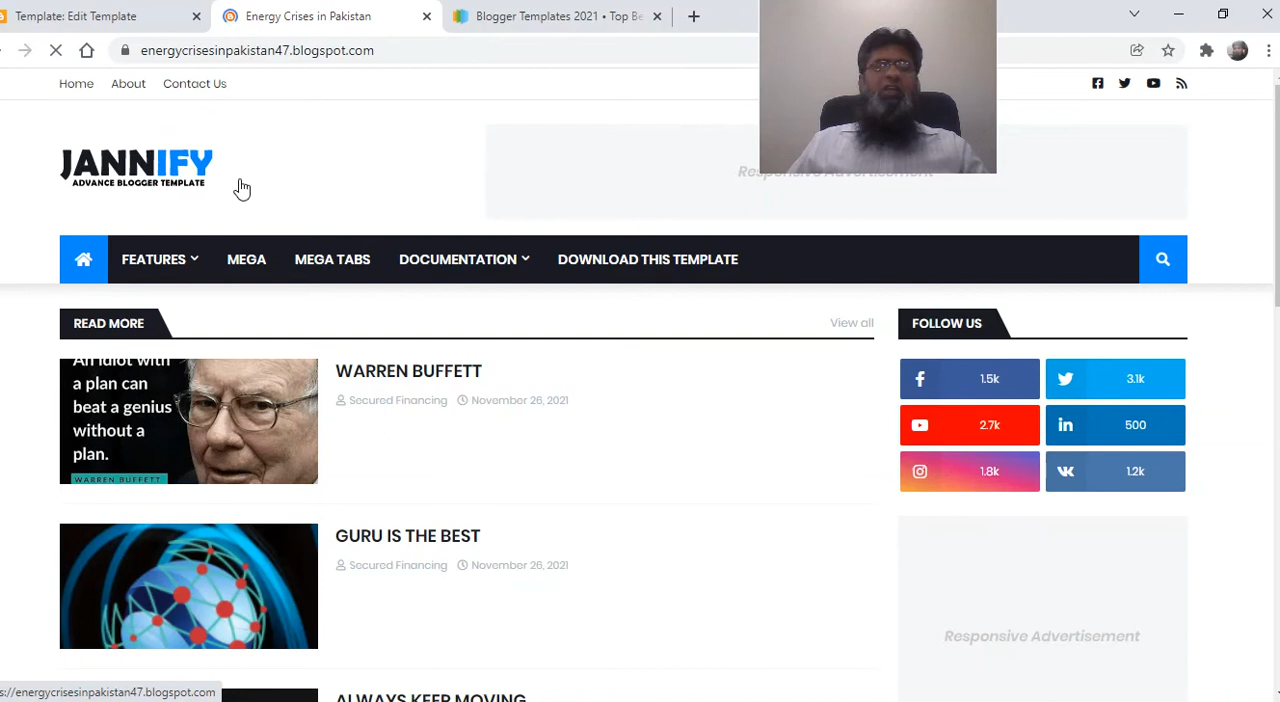 Template: Edit Template
Energy Crises in Pakistan
Blogger Templates 2021 • Top Be
energycrisesinpakistan47.blogspot.com
Home About Contact Us
JANNIFY
ADVANCE BLOGGER TEMPLATE
Responsive Advertisement
FEATURES MEGA MEGA TABS DOCUMENTATION DOWNLOAD THIS TEMPLATE
READ MORE
View all
FOLLOW US
An idiot with
a plan can
beat a genius
without a
plan.
WARREN BUFFETT
WARREN BUFFETT
Secured Financing November 26, 2021
1.5k 3.1k
2.7k 500
1.8k 1.2k
GURU IS THE BEST
Secured Financing November 26, 2021
Responsive Advertisement
ALWAYS KEEP MOVING
s://energycrisesinpakistan47.blogspot.com